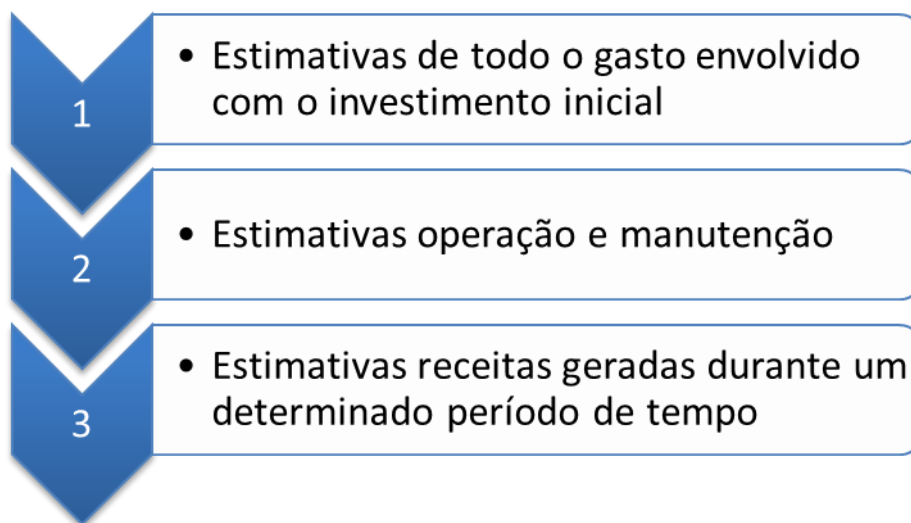 1
• Estimativas de todo o gasto envolvido
com o investimento inicial
2
• Estimativas operação e manutenção
3
• Estimativas receitas geradas durante um
determinado período de tempo